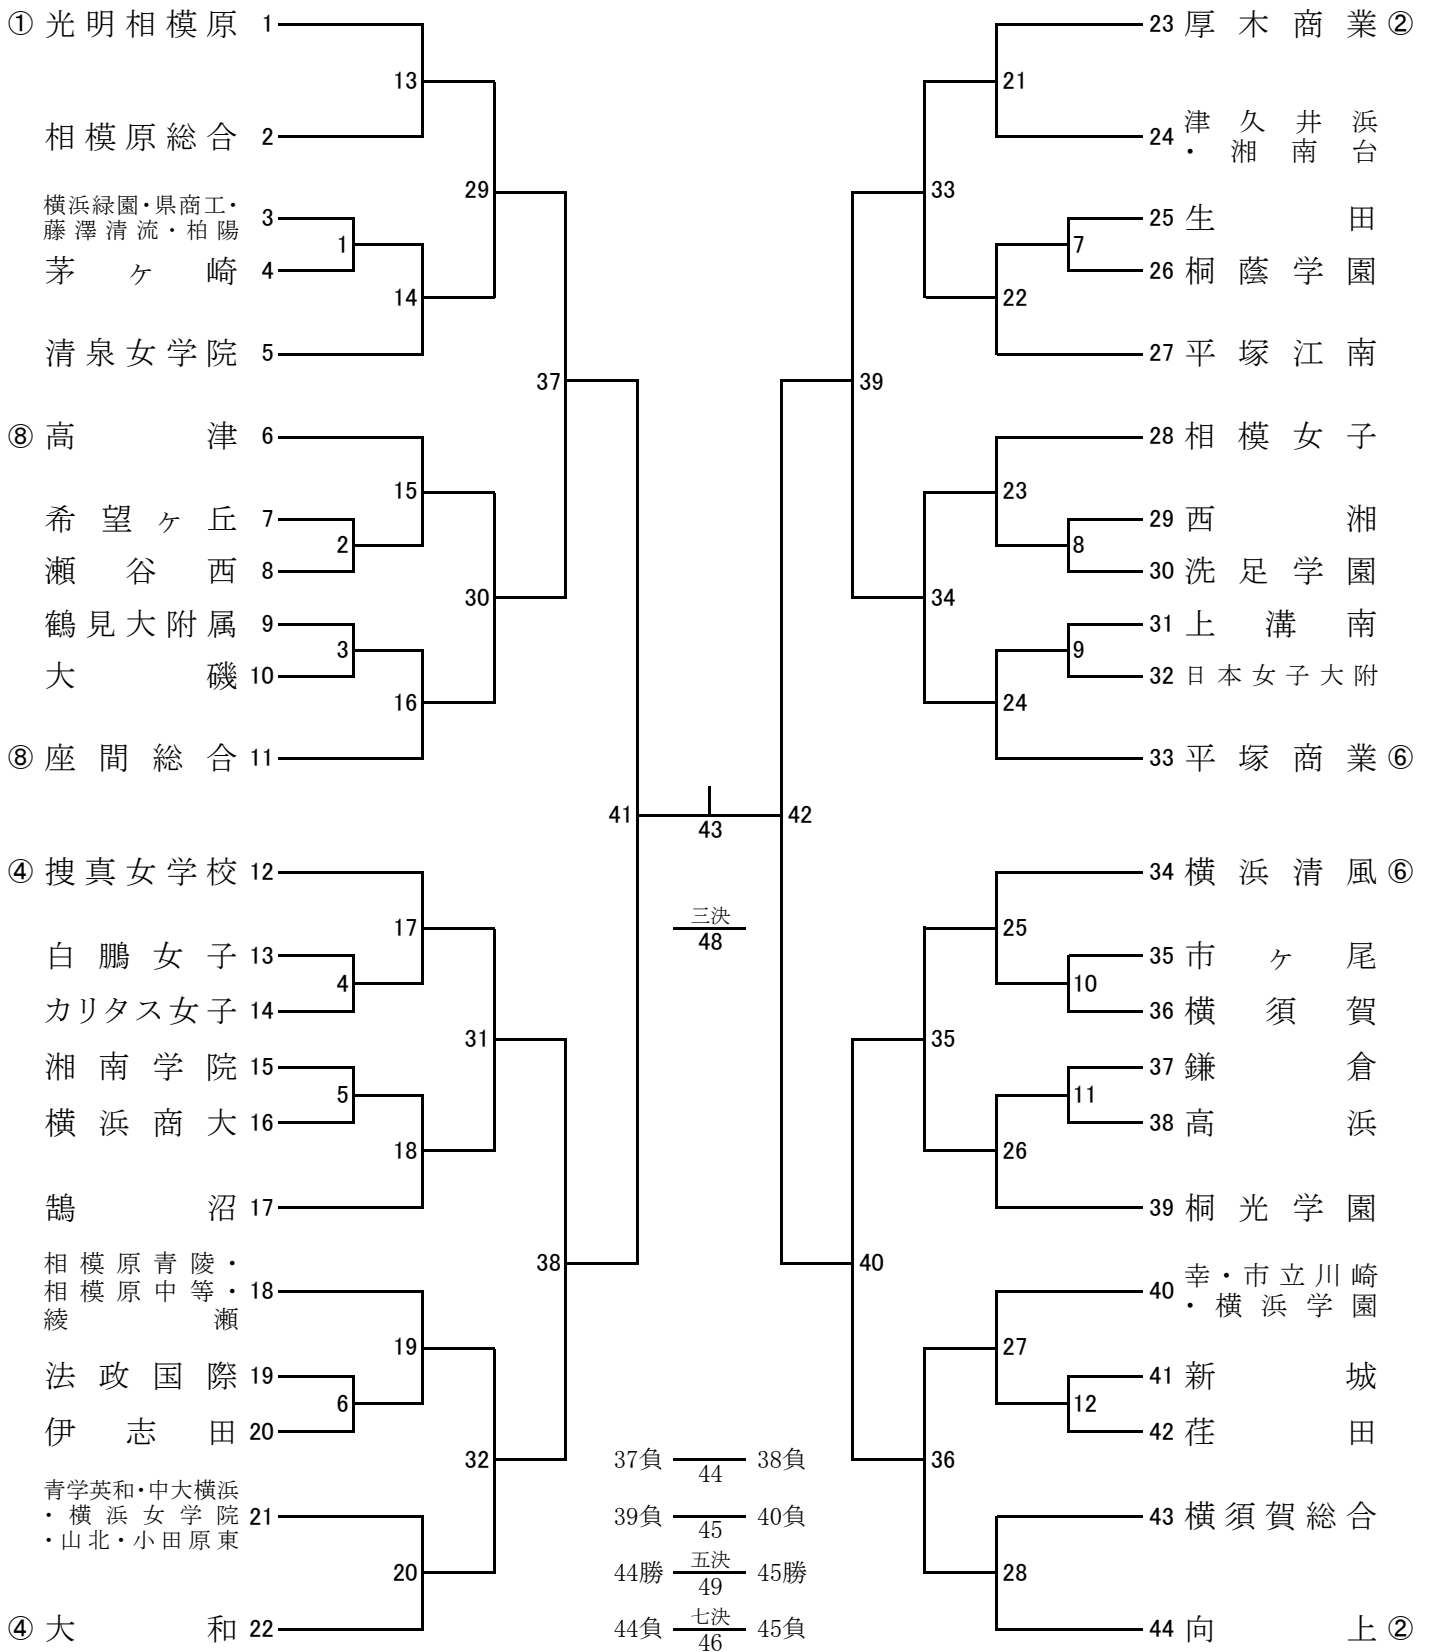 ① 光明相模原 1
13
相模原総合 2
29
横浜緑園・県商工・
藤澤清流・柏陽 3
1
茅ヶ崎 4
14
清泉女学院 5
37
⑧ 高津 6
15
希望ヶ丘 7
2
瀬谷西 8
30
鶴見大附属 9
3
大磯 10
16
⑧ 座間総合 11
41
④ 捜真女学校 12
17
白鵬女子 13
4
カリタス女子 14
31
湘南学院 15
5
横浜商大 16
18
鵠沼 17
38
相模原青陵・
相模原中等・ 18
綾瀬
19
法政国際 19
6
伊志田 20
32
青学英和・中大横浜
・横浜女学院 21
・山北・小田原東
20
④ 大和 22
43
三決
48
37負 38負
44
39負 40負
45
44勝 五決 45勝
49
44負 七決 45負
46
23 厚木商業 ②
21
24 津久井浜
・湘南台
33
25 生田
7
26 桐蔭学園
22
27 平塚江南
39
28 相模女子
23
29 西湘
8
30 洗足学園
34
31 上溝南
9
32 日本女子大附
24
33 平塚商業 ⑥
42
34 横浜清風 ⑥
25
35 市ヶ尾
10
36 横須賀
35
37 鎌倉
11
38 高浜
26
39 桐光学園
40
40 幸・市立川崎
・横浜学園
27
41 新城
12
42 荏田
36
43 横須賀総合
28
44 向上 ②